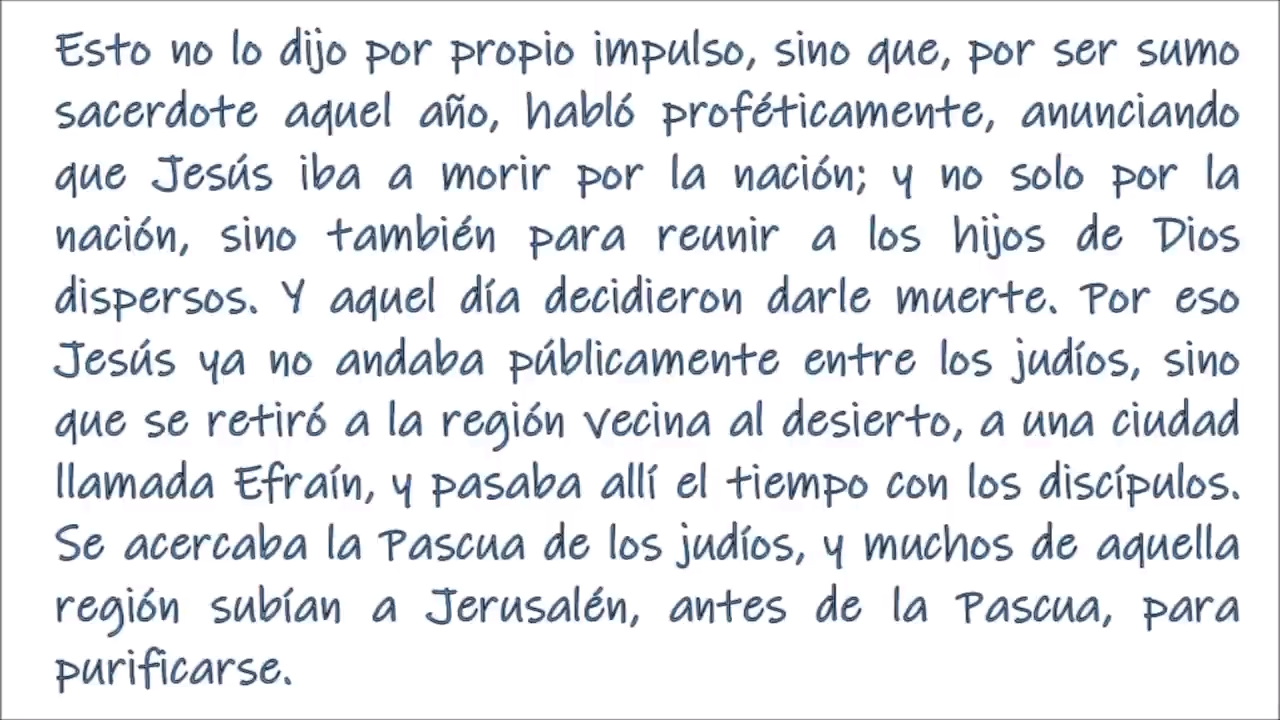 Esto no lo dijo por propio impulso, sino que, por ser sumo
sacerdote aquel año, habló proféticamente, anunciando
que Jesús iba a morir por la nación; y no solo por la
nación, sino también para reunir a los hijos de Dios
dispersos. Y aquel día decidieron darle muerte. Por eso
Jesús ya no andaba públicamente entre los judíos, sino
que se retiró a la región vecina al desierto, a una ciudad
llamada Efraín, y pasaba allí el tiempo con los discípulos.
Se acercaba la Pascua de los judíos, y muchos de aquella
región subían a Jerusalén, antes de la Pascua, para
purificarse.